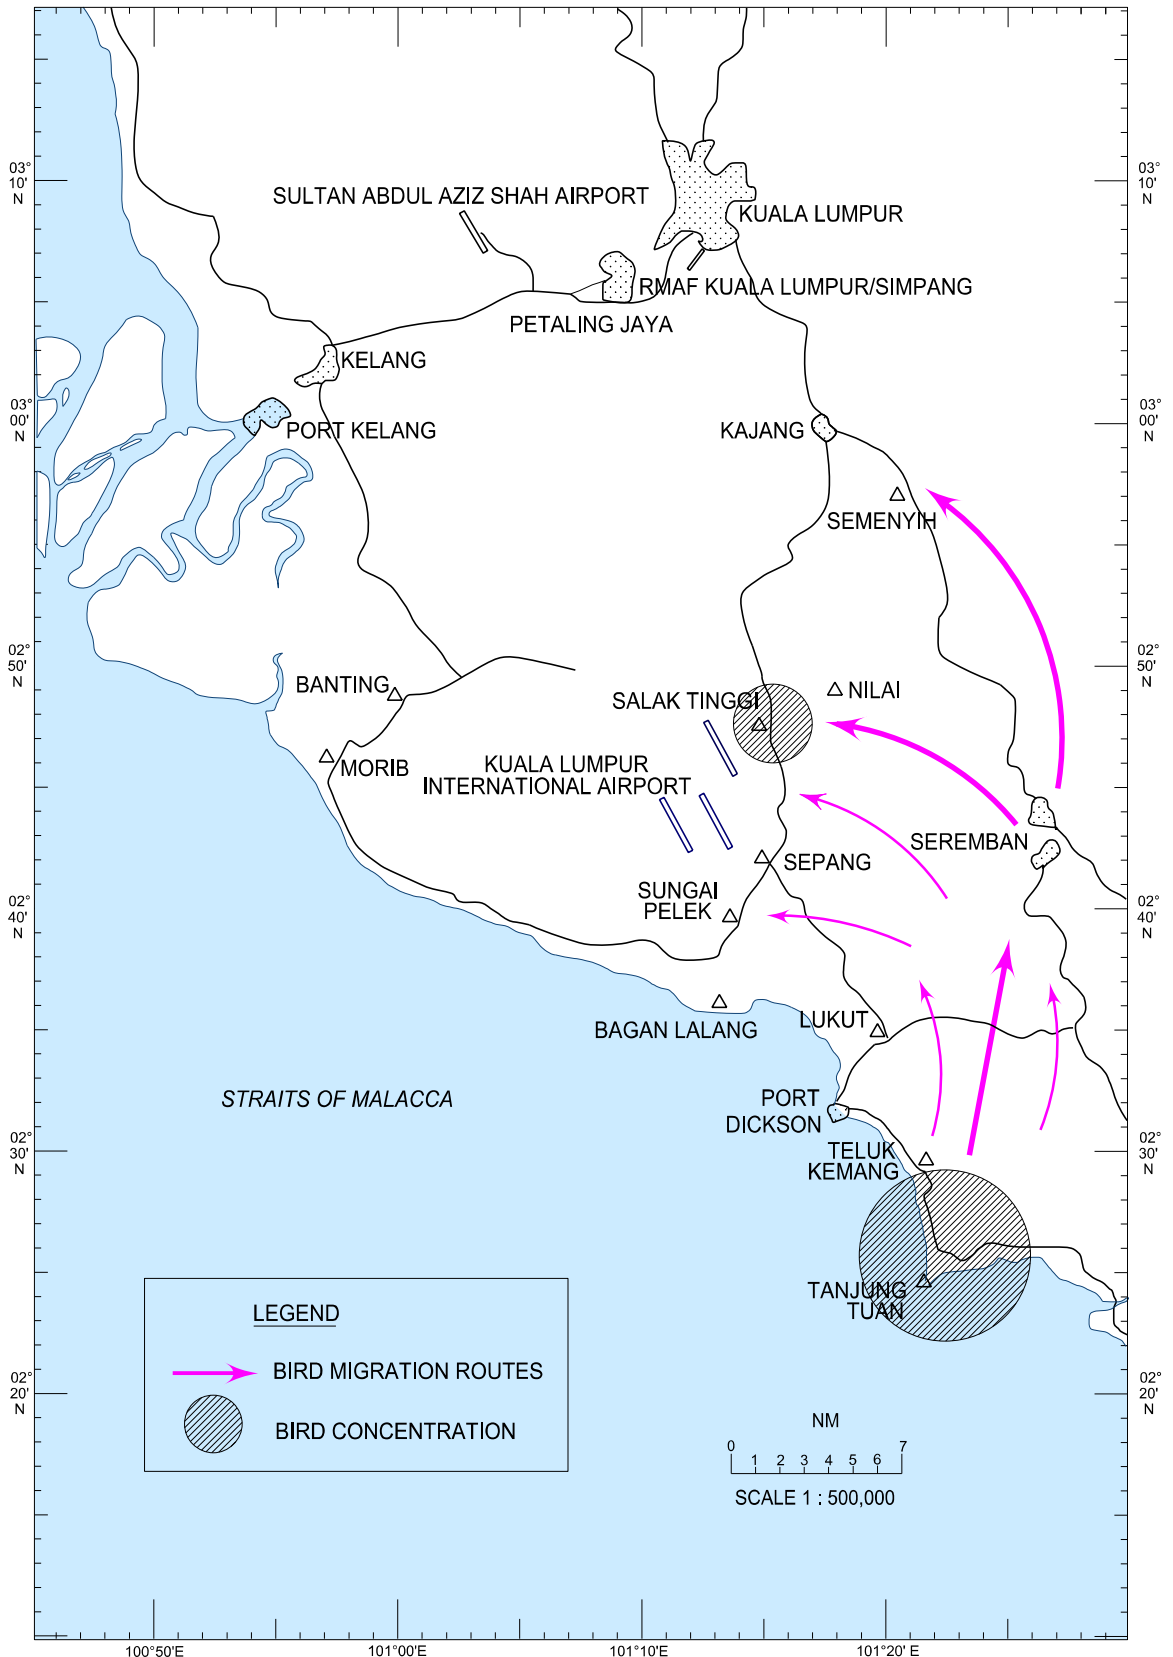 03°
10'
N
03°
10'
N
SULTAN ABDUL AZIZ SHAH AIRPORT
KUALA LUMPUR
RMAF KUALA LUMPUR/SIMPANG
PETALING JAYA
KELANG
03°
00'
N
PORT KELANG
KAJANG
03°
00'
N
SEMENYIH
02°
50'
N
02°
50'
N
BANTING
SALAK TINGGI
NILAI
MORIB
KUALA LUMPUR
INTERNATIONAL AIRPORT
SEREMBAN
SEPANG
SUNGAI
PELEK
02°
40'
N
02°
40'
N
BAGAN LALANG
LUKUT
STRAITS OF MALACCA
PORT
DICKSON
02°
30'
N
TELUK
KEMANG
02°
30'
N
TANJUNG
TUAN
LEGEND
BIRD MIGRATION ROUTES
BIRD CONCENTRATION
02°
20'
N
02°
20'
N
NM
0 1 2 3 4 5 6 7
SCALE 1 : 500,000
100°50'E 101°00'E 101°10'E 101°20' E